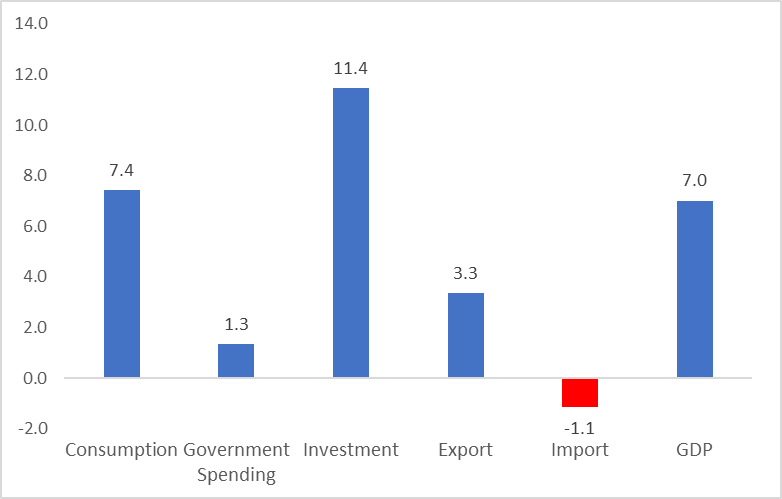 14.0
12.0
10.0
8.0
6.0
4.0
2.0
0.0
-2.0
7.4
1.3
11.4
3.3
-1.1
7.0
Consumption
Government
Spending
Investment
Export
Import
GDP